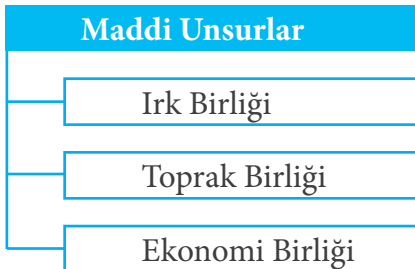 Maddi Unsurlar
Irk Birliği
Toprak Birliği
Ekonomi Birliği